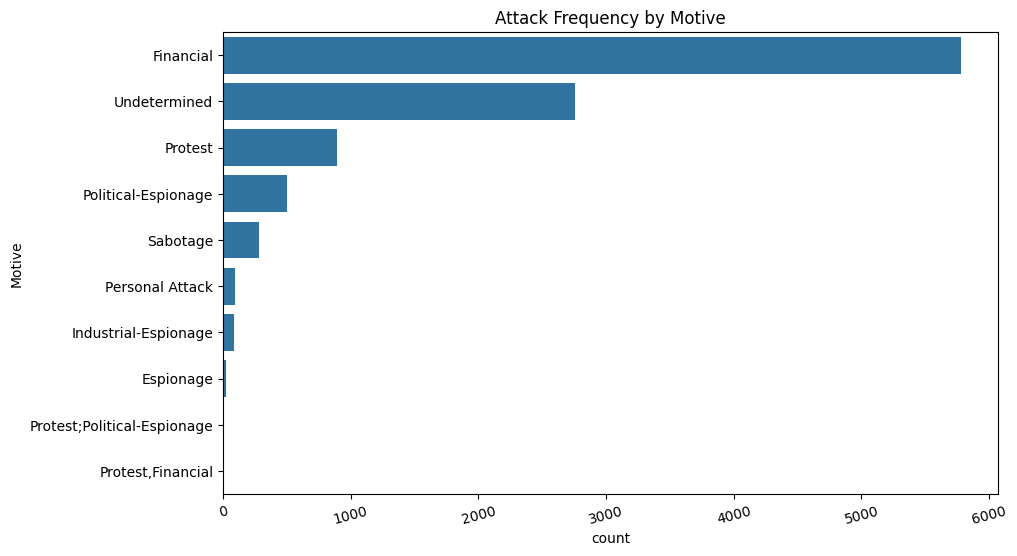 Attack Frequency by Motive
Financial
Undetermined
Protest
Political-Espionage
Sabotage
Personal Attack
Industrial-Espionage
Espionage
Protest;Political-Espionage
Protest,Financial
Motive
0 1000 2000 3000 4000 5000 6000
count